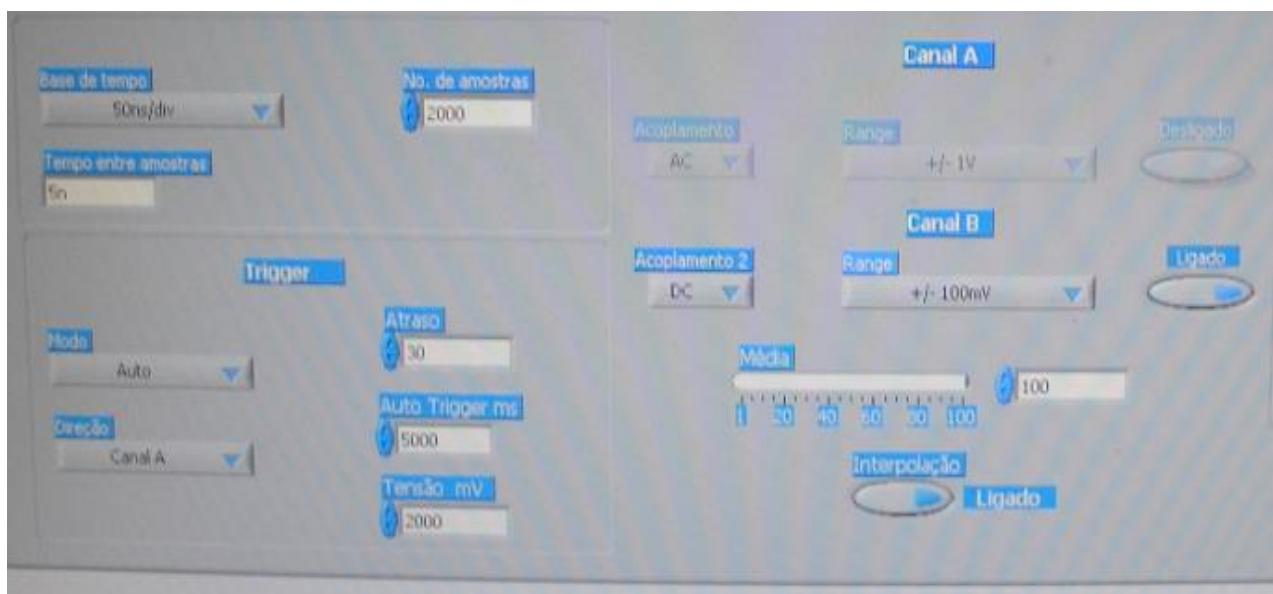 Base de tempo
50ns/div
No. de amostras
2000
Tempo entre amostras
5n
Trigger
Modo
Auto
Direção
Canal A
Atraso
30
Auto Trigger ms
5000
Tensão mV
2000
Canal A
Acoplamento
AC
Range
+/- 1V
Desligado
Canal B
Acoplamento 2
DC
Range
+/- 100mV
Ligado
Média
1 20 40 60 80 100
100
Interpolação
Ligado